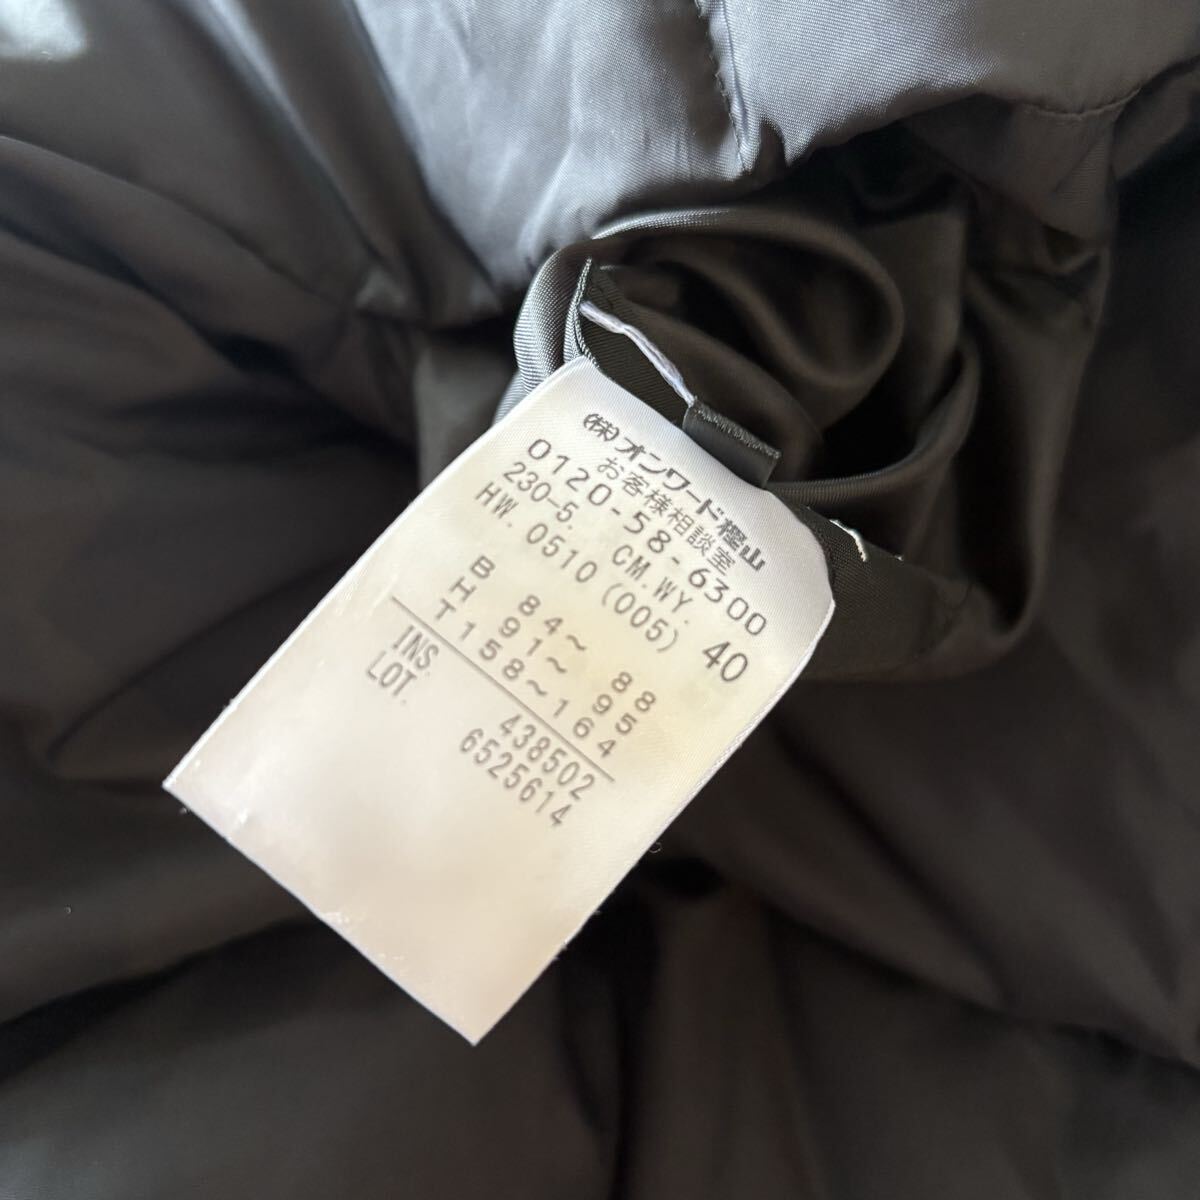 (株)オンワード樫山
お客様相談室
0120-58-6300
230-5. CM.WY.
HW. 0510(005) 40
B 84～ 88
H 91～ 95
T158～164
INS. 438502
LOT. 6525614